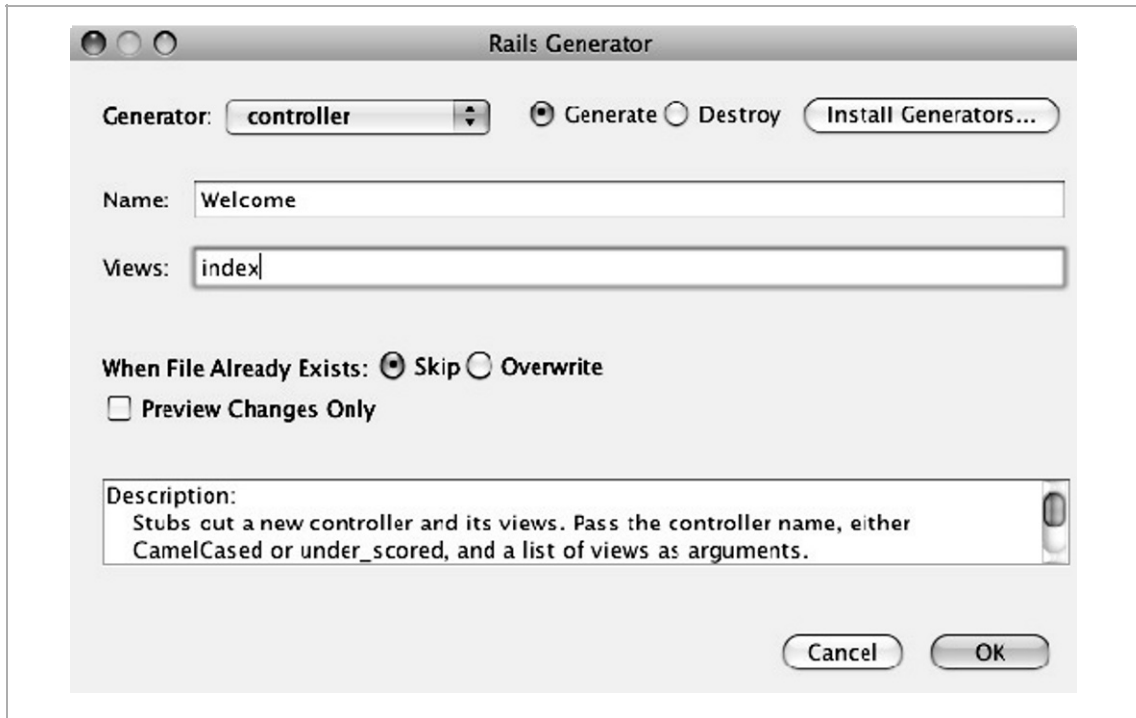 Rails Generator
Generator: controller Generate Destroy Install Generators...
Name: Welcome
Views: index
When File Already Exists: Skip Overwrite
Preview Changes Only
Description:
Stubs out a new controller and its views. Pass the controller name, either
CamelCased or under_scored, and a list of views as arguments.
Cancel OK